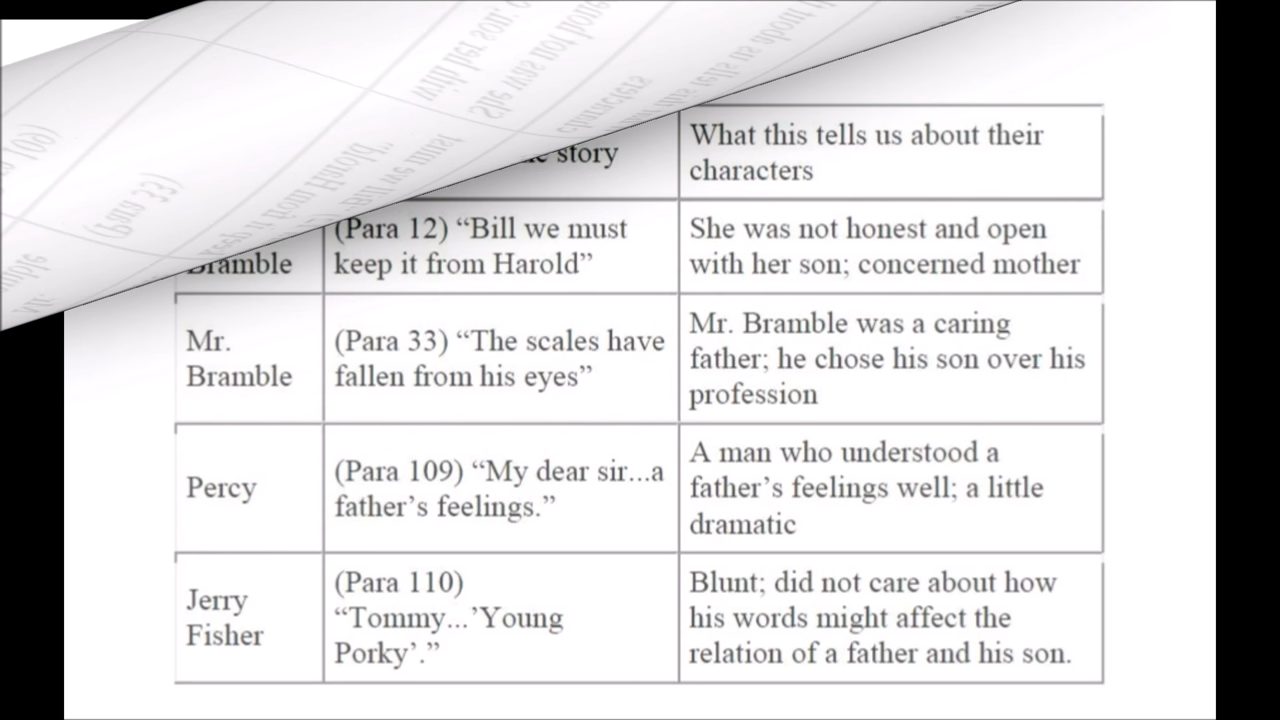 story
What this tells us about their
characters
Bramble
(Para 12) “Bill we must
keep it from Harold”
She was not honest and open
with her son; concerned mother
Mr.
Bramble
(Para 33) “The scales have
fallen from his eyes”
Mr. Bramble was a caring
father; he chose his son over his
profession
Percy
(Para 109) “My dear sir...a
father’s feelings.”
A man who understood a
father’s feelings well; a little
dramatic
Jerry
Fisher
(Para 110)
“Tommy...’Young
Porky’.”
Blunt; did not care about how
his words might affect the
relation of a father and his son.